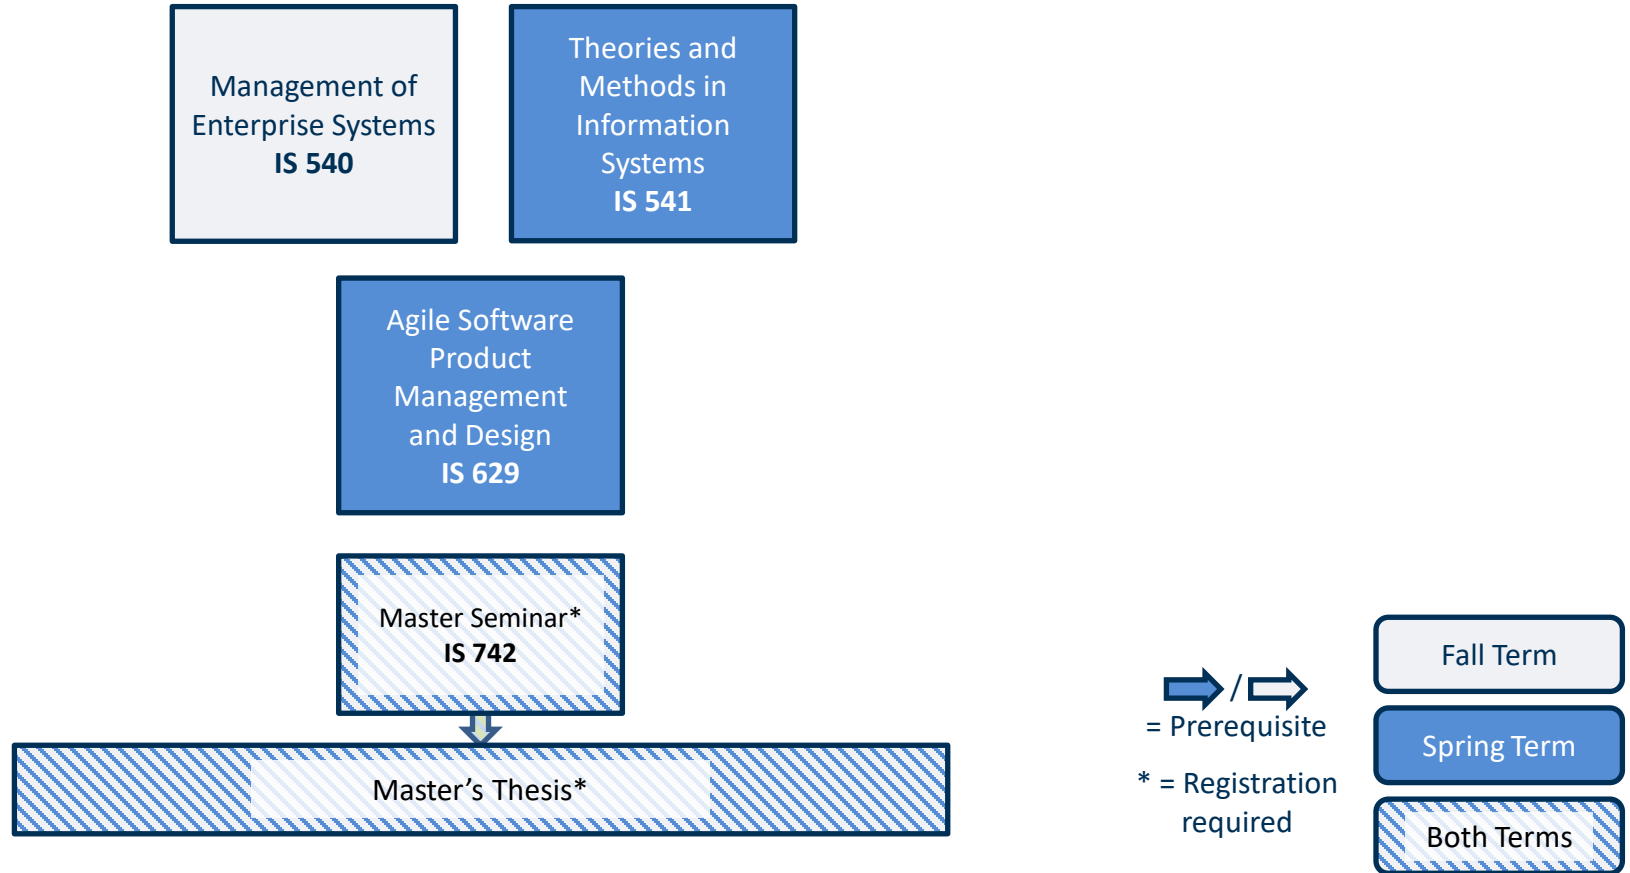 Management of
Enterprise Systems
IS 540
Theories and
Methods in
Information
Systems
IS 541
Agile Software
Product
Management
and Design
IS 629
Master Seminar*
IS 742
Master’s Thesis*
/
= Prerequisite
* = Registration
required
Fall Term
Spring Term
Both Terms